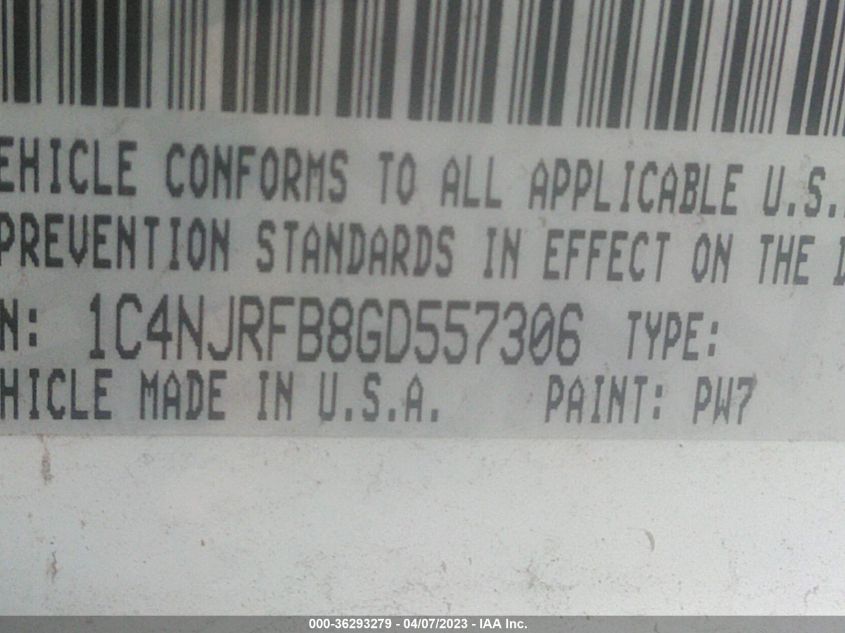 EHICLE CONFORMS TO ALL APPLICABLE U.S.
PREVENTION STANDARDS IN EFFECT ON THE D
N: 1C4NJRFB8GD557306 TYPE:
HICLE MADE IN U.S.A. PAINT: PW7
000-36293279 - 04/07/2023 - IAA Inc.